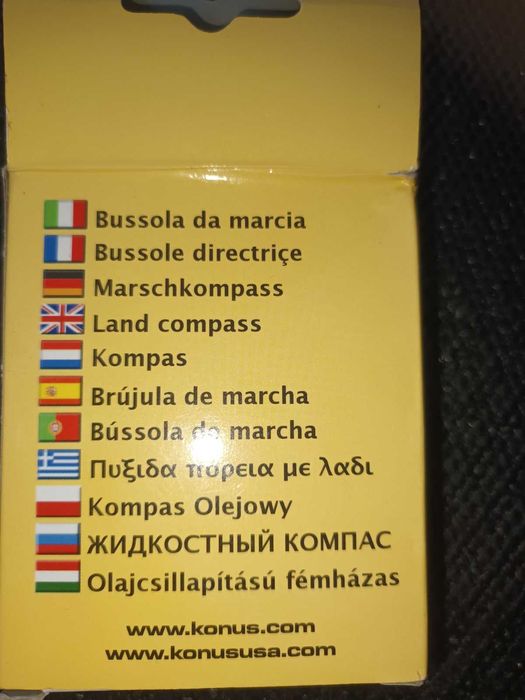 Bussola da marcia
Bussole directriçe
Marschkompass
Land compass
Kompas
Brújula de marcha
Bússola de marcha
Πυξιδα πορεια με λαδι
Kompas Olejowy
ЖИДКОСТНЫЙ КОМПАС
Olajcsillapítású fémházas
www.konus.com
www.konususa.com